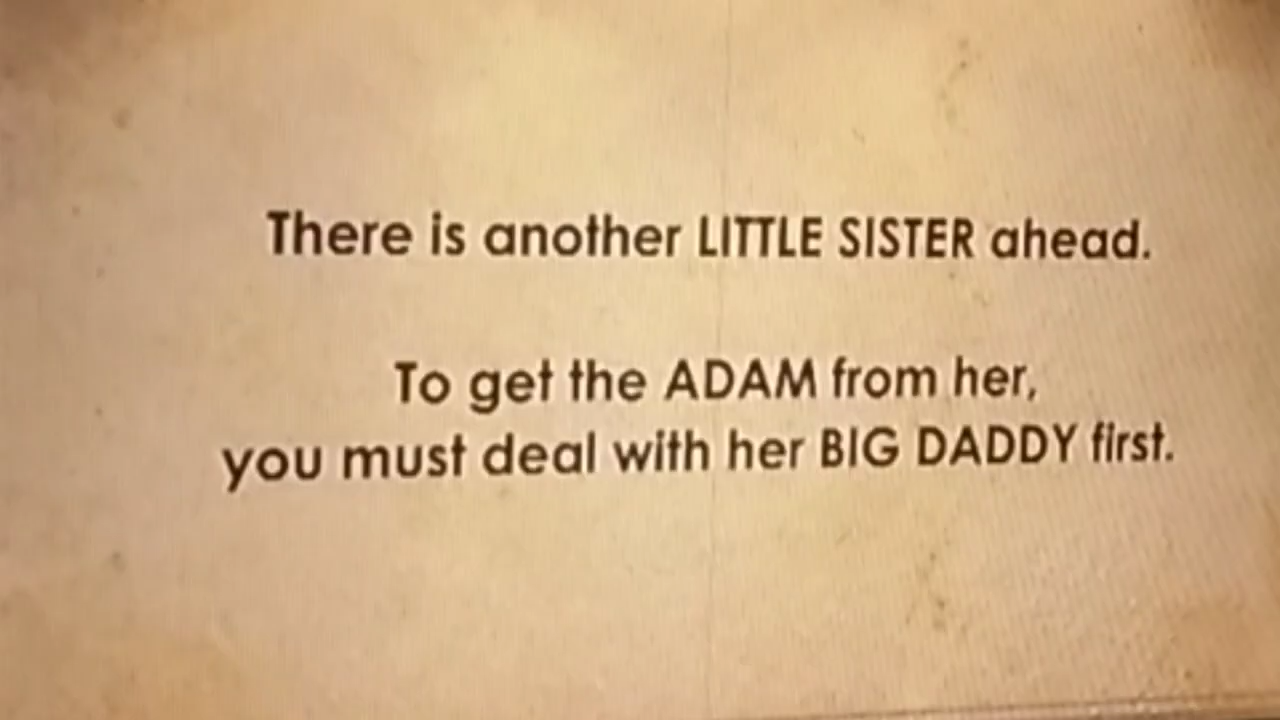 There is another LITTLE SISTER ahead.
To get the ADAM from her,
you must deal with her BIG DADDY first.